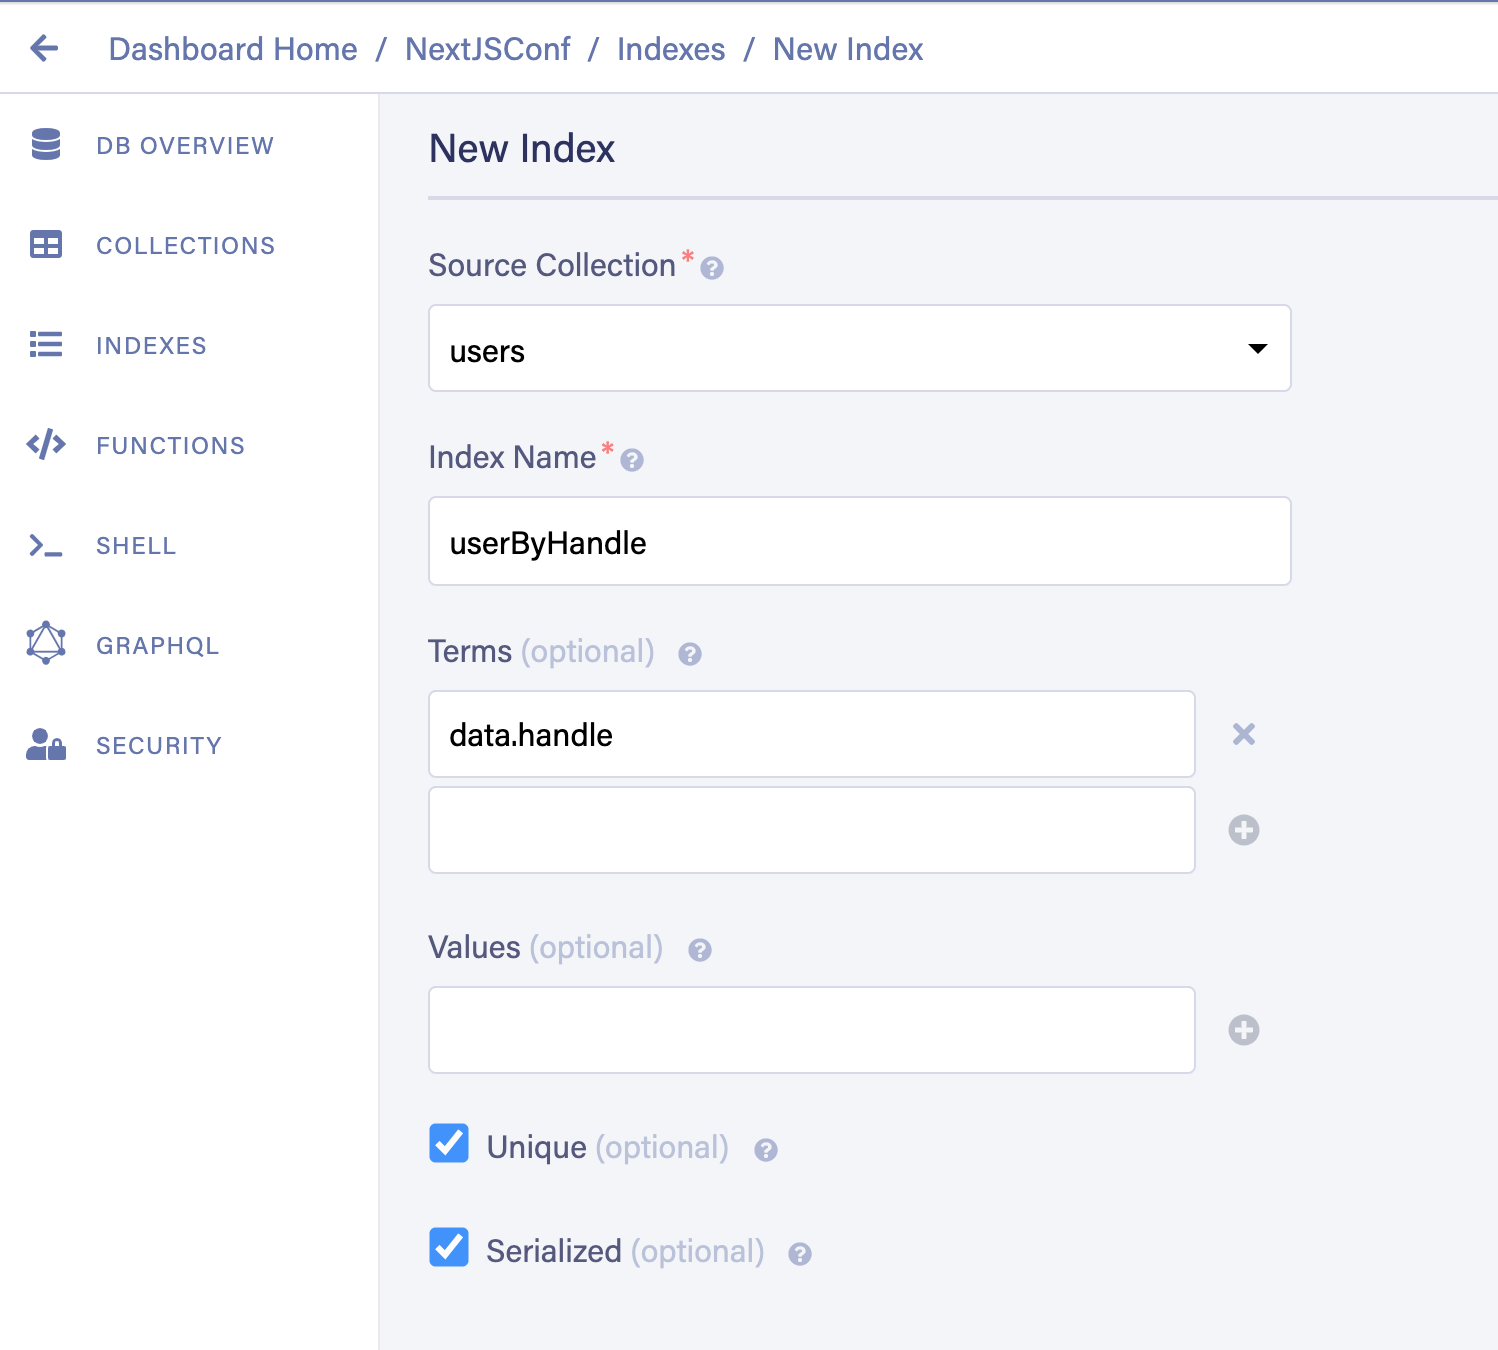 Dashboard Home / NextJSConf / Indexes / New Index
DB OVERVIEW
COLLECTIONS
INDEXES
FUNCTIONS
SHELL
GRAPHQL
SECURITY
New Index
Source Collection * ?
users
Index Name * ?
userByHandle
Terms (optional) ?
data.handle
Values (optional) ?
Unique (optional) ?
Serialized (optional) ?